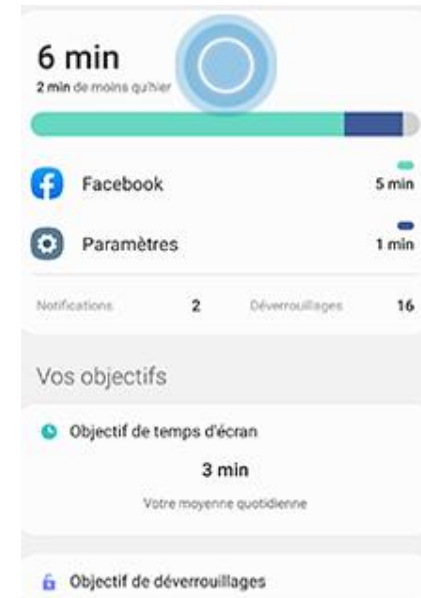 6 min
2 min de moins qu'hier
Facebook
5 min
Paramètres
1 min
Notifications 2 Déverrouillages 16
Vos objectifs
Objectif de temps d'écran
3 min
Votre moyenne quotidienne
Objectif de déverrouillages